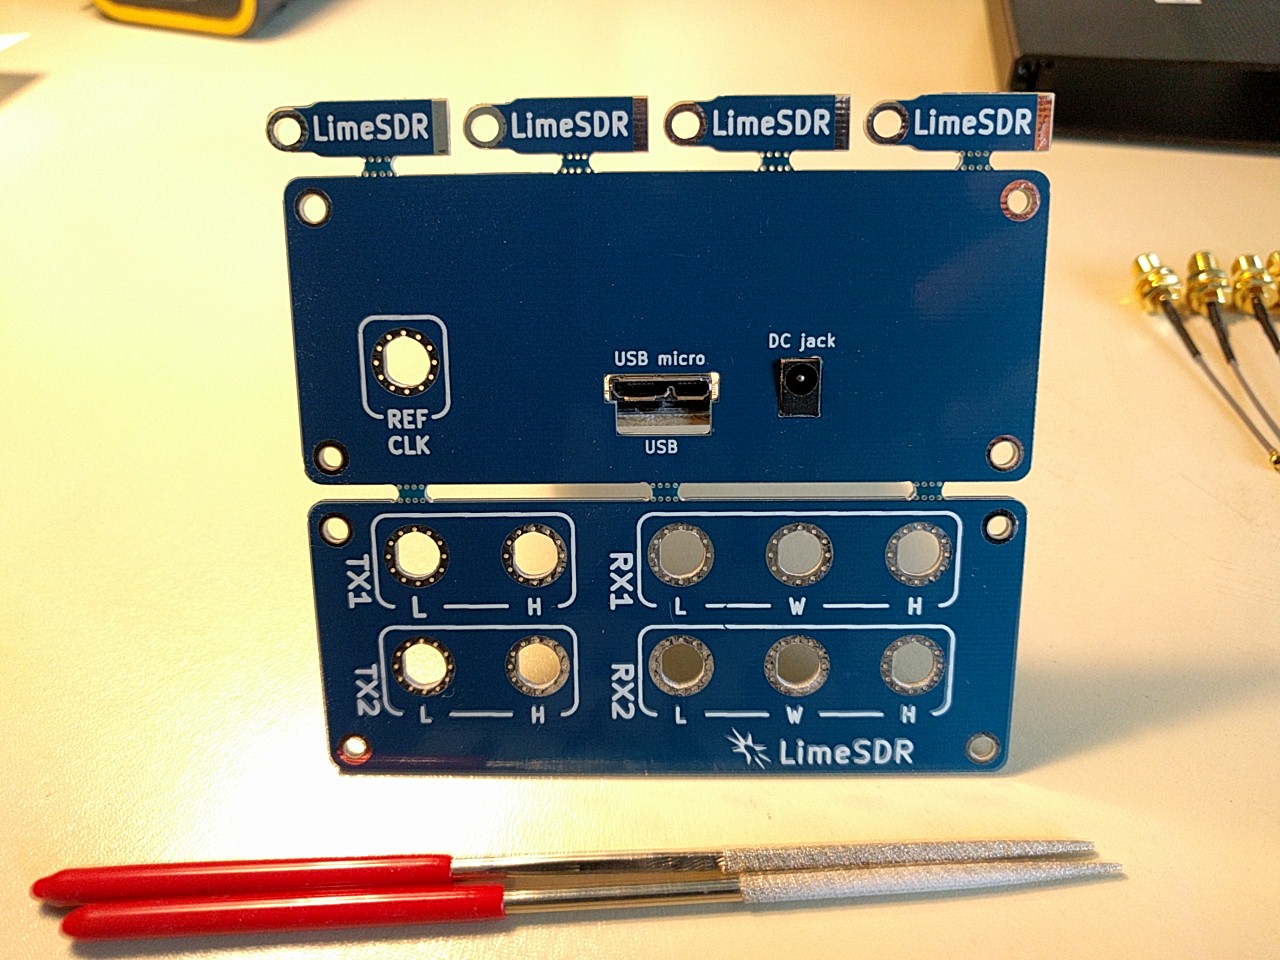 LimeSDR LimeSDR LimeSDR LimeSDR
REF
CLK
USB micro
USB
DC jack
TX1
L H
RX1
L W H
TX2
L H
RX2
L W H
LimeSDR